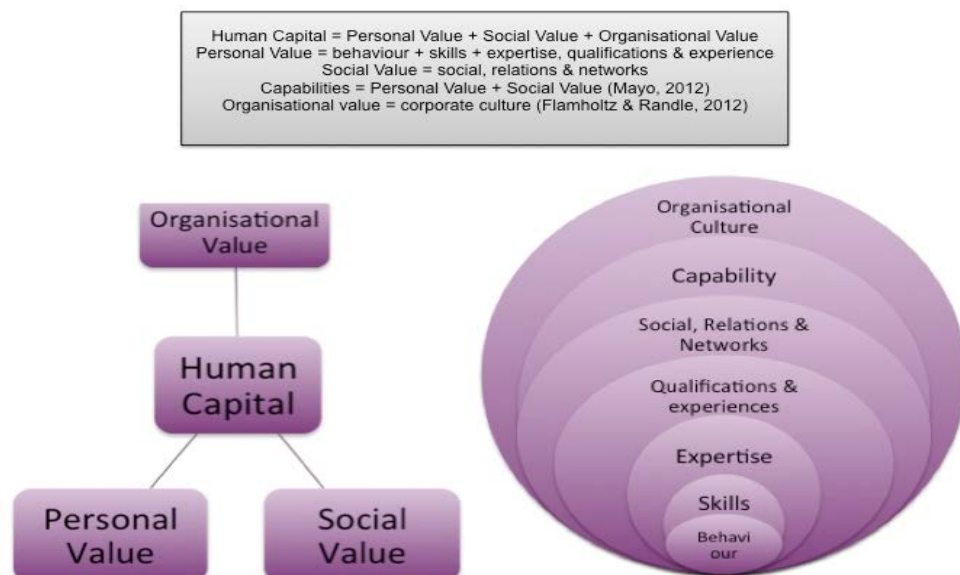 Human Capital = Personal Value + Social Value + Organisational Value
Personal Value = behaviour + skills + expertise, qualifications & experience
Social Value = social, relations & networks
Capabilities = Personal Value + Social Value (Mayo, 2012)
Organisational value = corporate culture (Flamholtz & Randle, 2012)
Organisational
Value
Human
Capital
Personal
Value
Social
Value
Organisational
Culture
Capability
Social, Relations &
Networks
Qualifications &
experiences
Expertise
Skills
Behavi
our